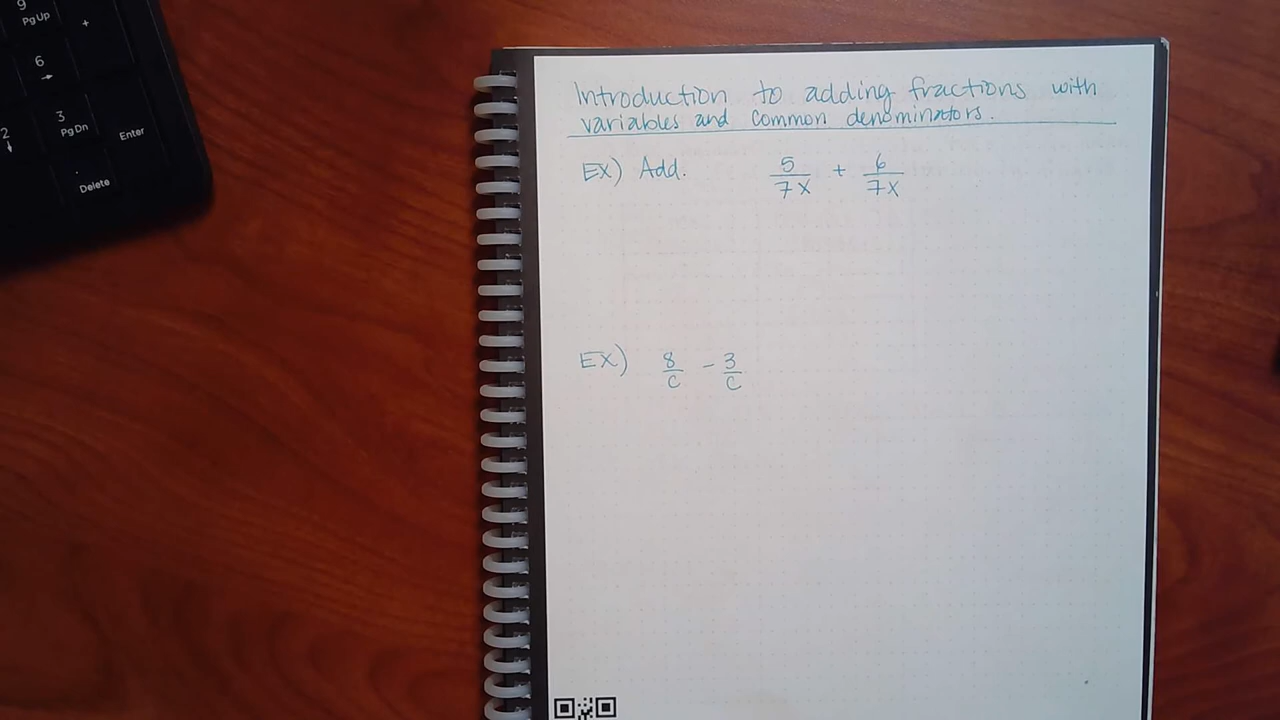 9
PgUp
+
6
→
3
PgDn
2
↓
Enter
.
Delete
Introduction to adding fractions with
variables and common denominators.
EX) Add. 5/7x + 6/7x
EX) 8/c - 3/c